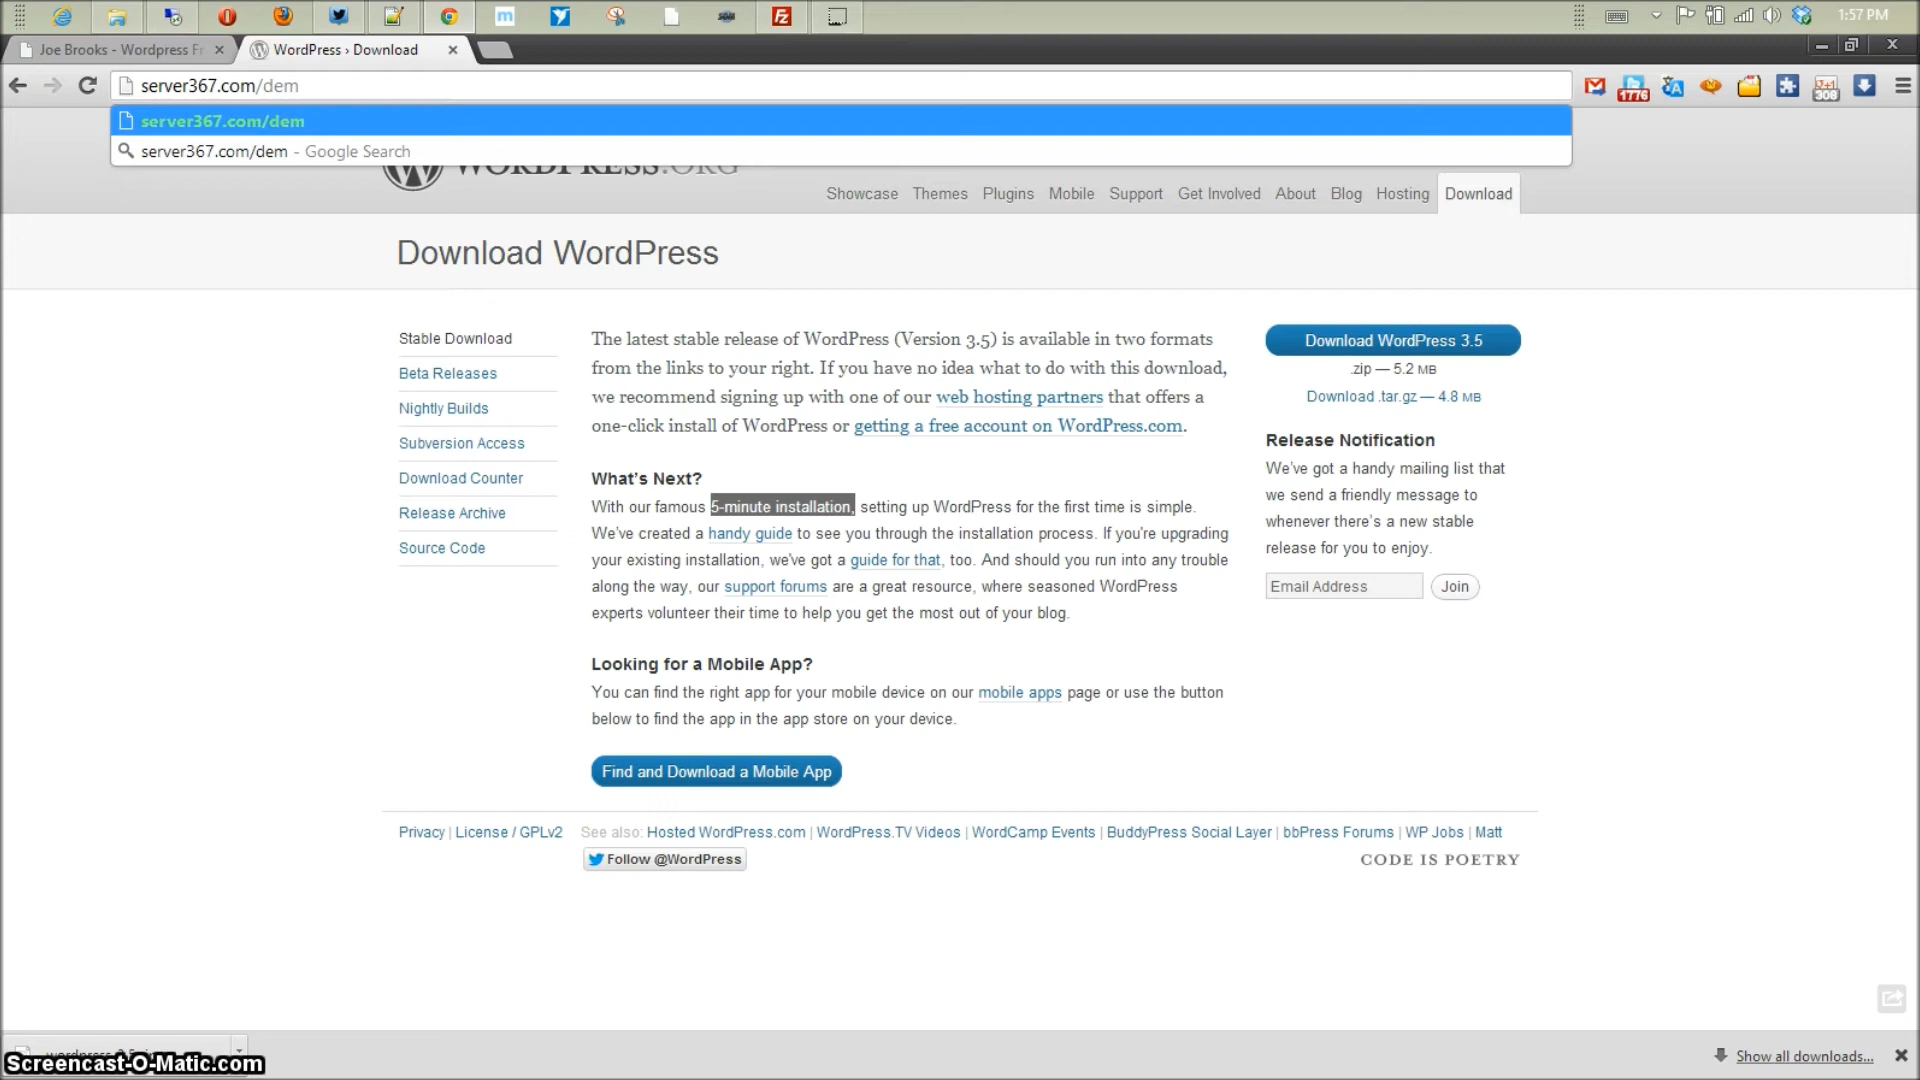 1:57 PM
Joe Brooks - Wordpress Fr
WordPress › Download
server367.com/dem
1776
308
server367.com/dem
server367.com/dem - Google Search
WORDPRESS.ORG
Showcase Themes Plugins Mobile Support Get Involved About Blog Hosting Download
Download WordPress
Stable Download
Beta Releases
Nightly Builds
Subversion Access
Download Counter
Release Archive
Source Code
The latest stable release of WordPress (Version 3.5) is available in two formats
from the links to your right. If you have no idea what to do with this download,
we recommend signing up with one of our web hosting partners that offers a
one-click install of WordPress or getting a free account on WordPress.com.
What's Next?
With our famous 5-minute installation, setting up WordPress for the first time is simple.
We've created a handy guide to see you through the installation process. If you're upgrading
your existing installation, we've got a guide for that, too. And should you run into any trouble
along the way, our support forums are a great resource, where seasoned WordPress
experts volunteer their time to help you get the most out of your blog.
Looking for a Mobile App?
You can find the right app for your mobile device on our mobile apps page or use the button
below to find the app in the app store on your device.
Find and Download a Mobile App
Download WordPress 3.5
.zip — 5.2 MB
Download .tar.gz — 4.8 MB
Release Notification
We've got a handy mailing list that
we send a friendly message to
whenever there's a new stable
release for you to enjoy.
Email Address Join
Privacy | License / GPLv2 See also: Hosted WordPress.com | WordPress.TV Videos | WordCamp Events | BuddyPress Social Layer | bbPress Forums | WP Jobs | Matt
Follow @WordPress
CODE IS POETRY
Screencast-O-Matic.com
Show all downloads...